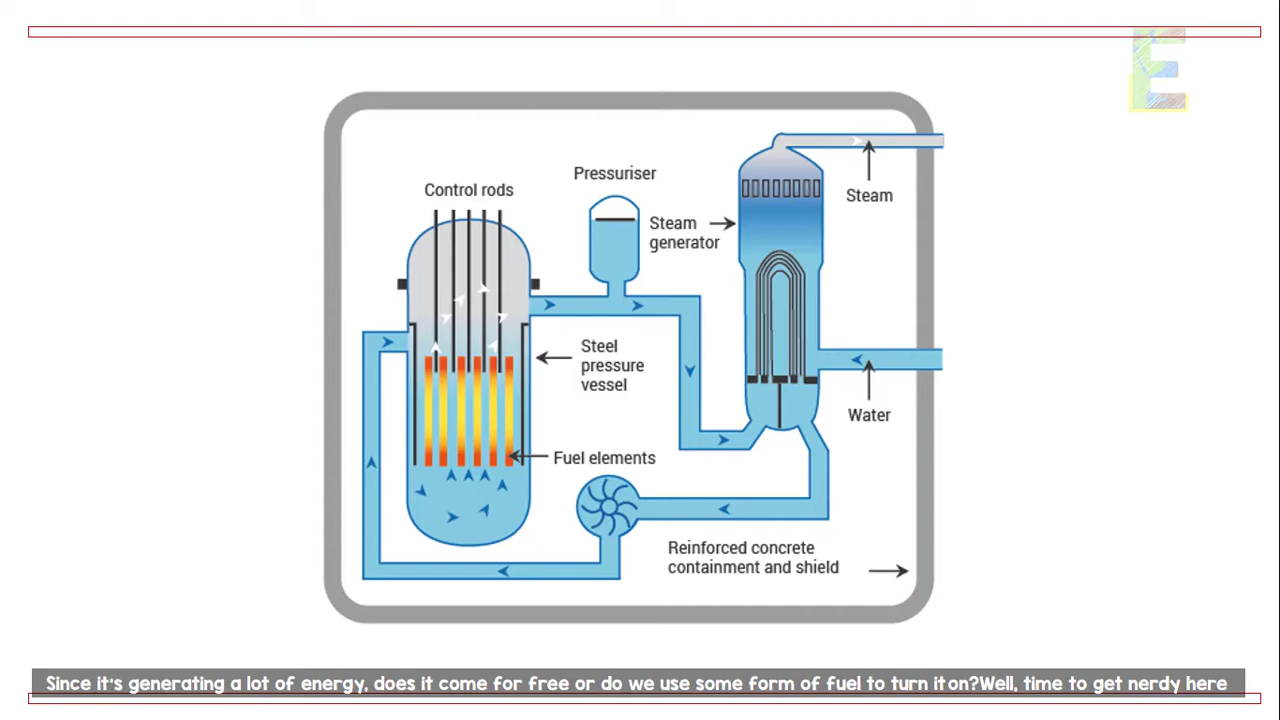 E
Pressuriser
Control rods
Steam
Steam
generator
Steel
pressure
vessel
Water
Fuel elements
Reinforced concrete
containment and shield
Since it's generating a lot of energy, does it come for free or do we use some form of fuel to turn it on?Well, time to get nerdy here